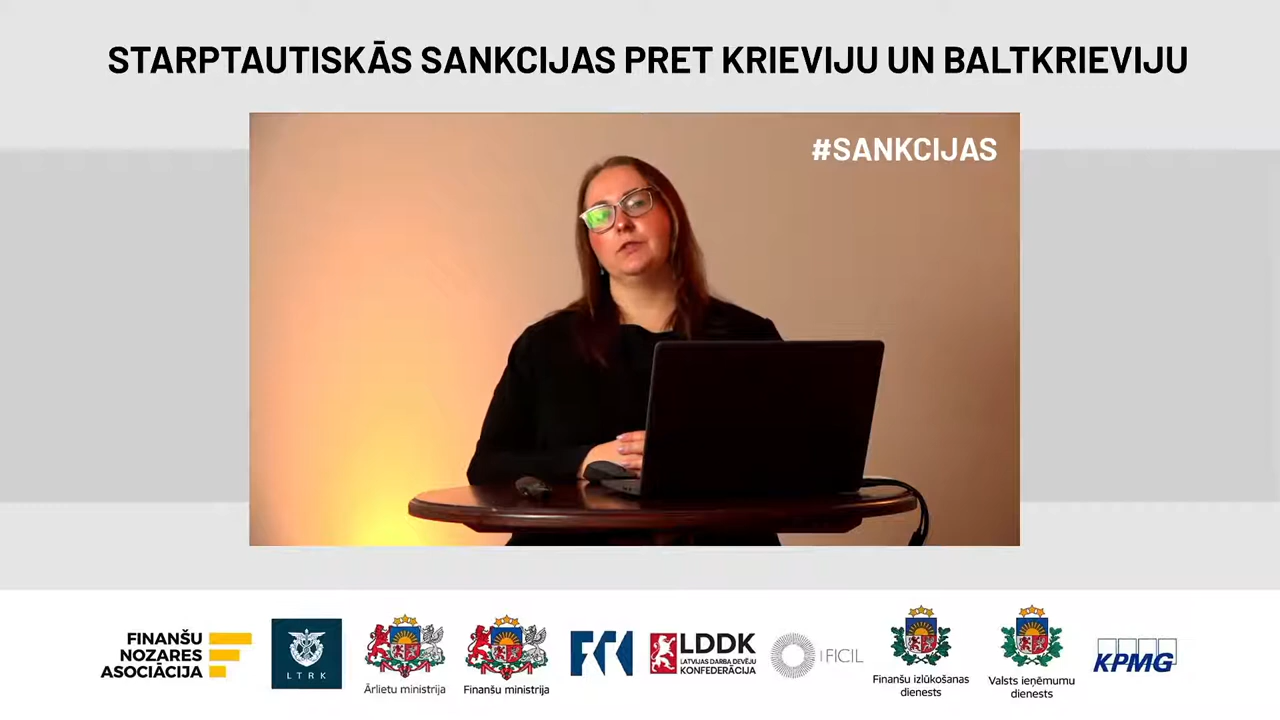 STARPTAUTISKĀS SANKCIJAS PRET KRIEVIJU UN BALTKRIEVIJU
#SANKCIJAS
FINANŠU
NOZARES
ASOCIĀCIJA
LTRK
Ārlietu ministrija
Finanšu ministrija
LDDK
LATVIJAS DARBA DEVĒJU
KONFEDERĀCIJA
FICIL
Finanšu izlūkošanas
dienests
Valsts ieņēmumu
dienests
KPMG